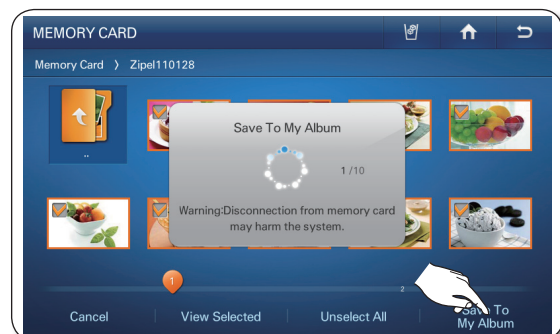 MEMORY CARD
Memory Card > Zipel110128
..
Save To My Album
1 /10
Warning:Disconnection from memory card
may harm the system.
1
2
Cancel
View Selected
Unselect All
Save To
My Album